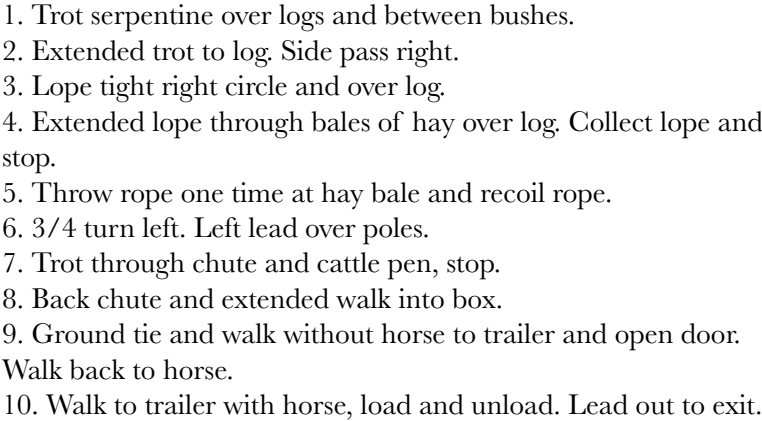 1. Trot serpentine over logs and between bushes.
2. Extended trot to log. Side pass right.
3. Lope tight right circle and over log.
4. Extended lope through bales of hay over log. Collect lope and
stop.
5. Throw rope one time at hay bale and recoil rope.
6. 3/4 turn left. Left lead over poles.
7. Trot through chute and cattle pen, stop.
8. Back chute and extended walk into box.
9. Ground tie and walk without horse to trailer and open door.
Walk back to horse.
10. Walk to trailer with horse, load and unload. Lead out to exit.